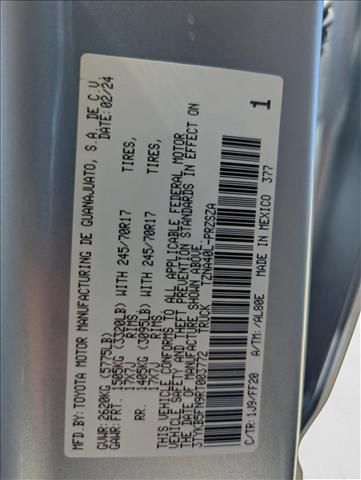 MFD.BY: TOYOTA MOTOR MANUFACTURING DE GUANAJUATO, S.A. DE C.V.
DATE: 02/24
GVWR: 2620KG (5775LB)
GAWR: FRT. 1505KG (3320LB) WITH 245/70R17 TIRES,
17X7J RIMS
RR. 1405KG (3095LB) WITH 245/70R17 TIRES,
17X7J RIMS
THIS VEHICLE CONFORMS TO ALL APPLICABLE FEDERAL MOTOR
VEHICLE SAFETY AND THEFT PREVENTION STANDARDS IN EFFECT ON
THE DATE OF MANUFACTURE SHOWN ABOVE.
3TYKB5FN9RT003772 TRUCK TZNA40L-PRZSZA
C/TR: 1J9/FF20 A/TM: /AL80E MADE IN MEXICO 377
1